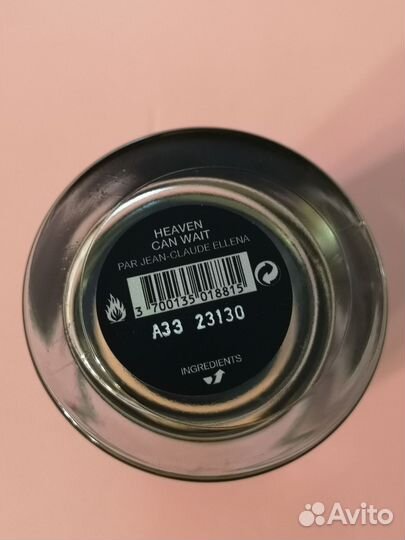 HEAVEN
CAN WAIT
PAR JEAN-CLAUDE ELLENA
3 700135 018815
A33 23130
INGREDIENTS
Avito